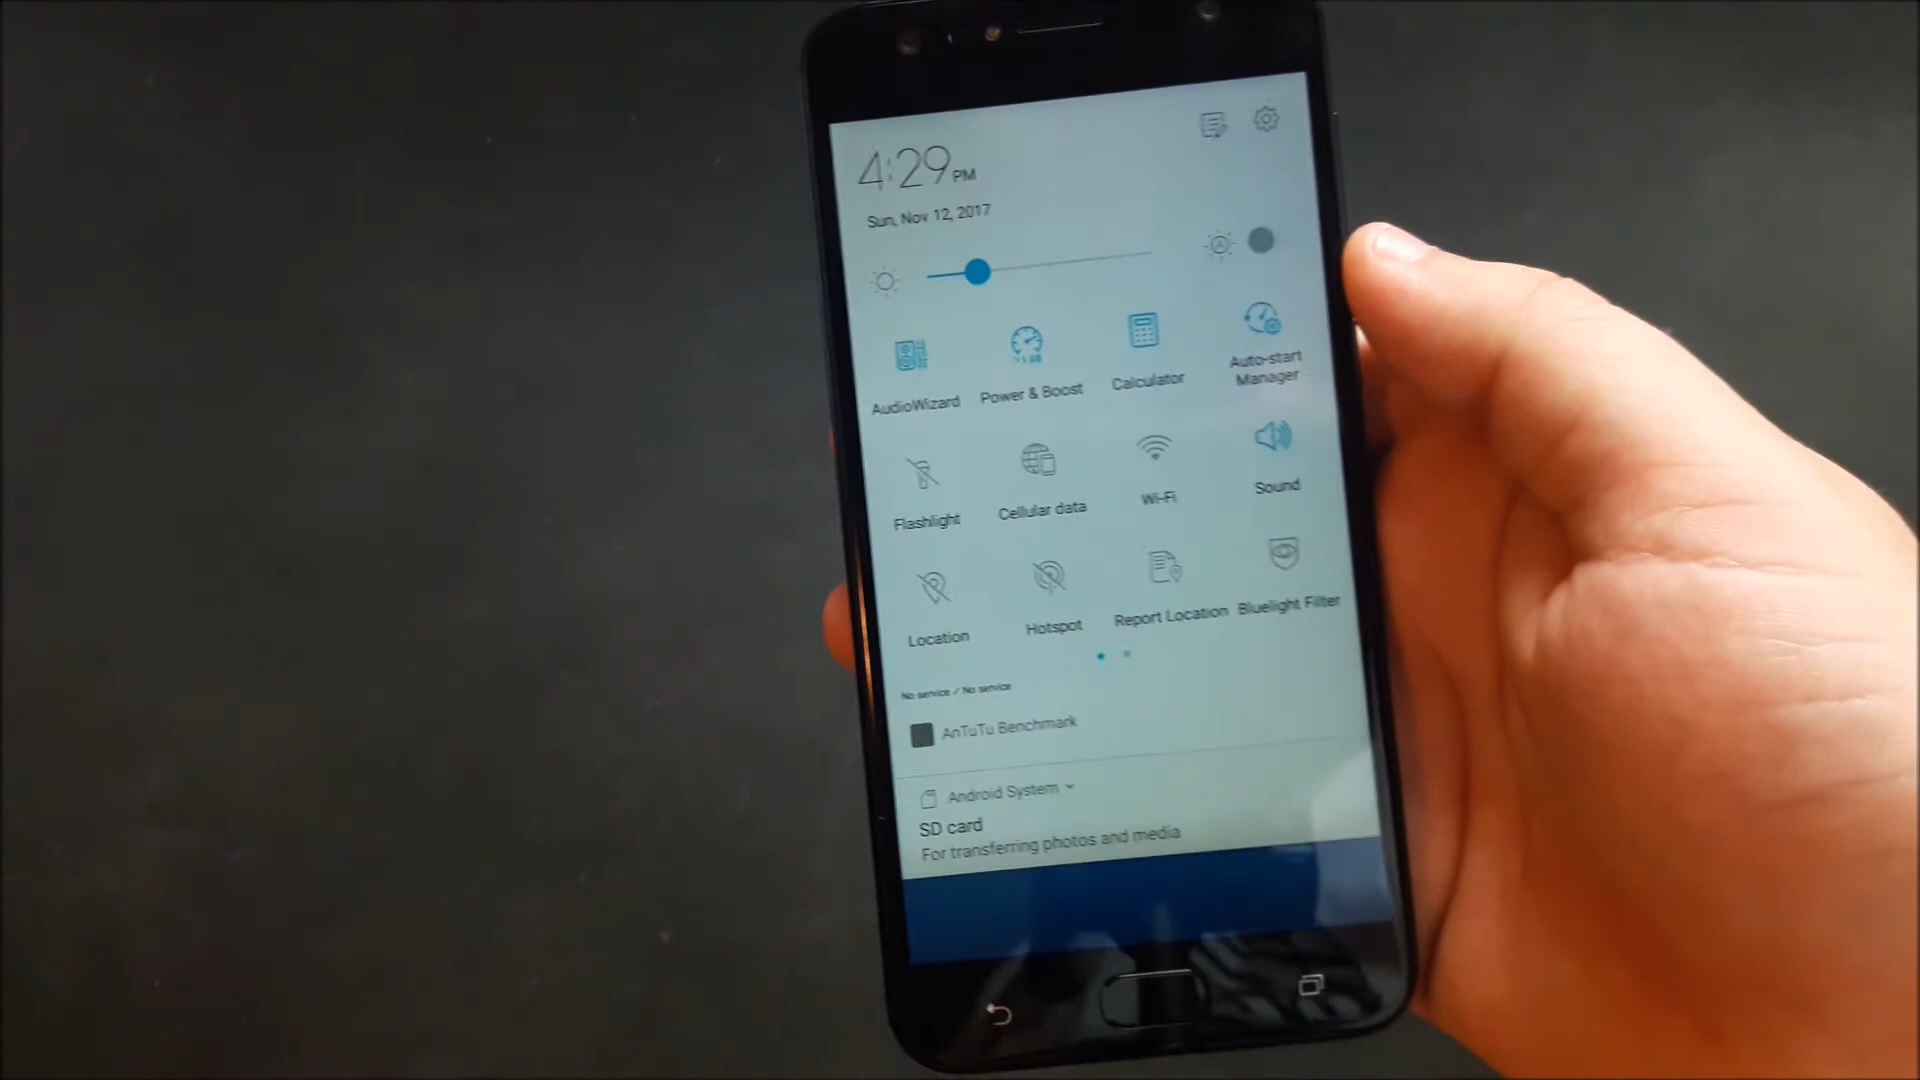 4:29 PM
Sun, Nov 12, 2017
AudioWizard
Power & Boost
Calculator
Auto-start
Manager
Flashlight
Cellular data
Wi-Fi
Sound
Location
Hotspot
Report Location
Bluelight Filter
No service / No service
AnTuTu Benchmark
Android System
SD card
For transferring photos and media